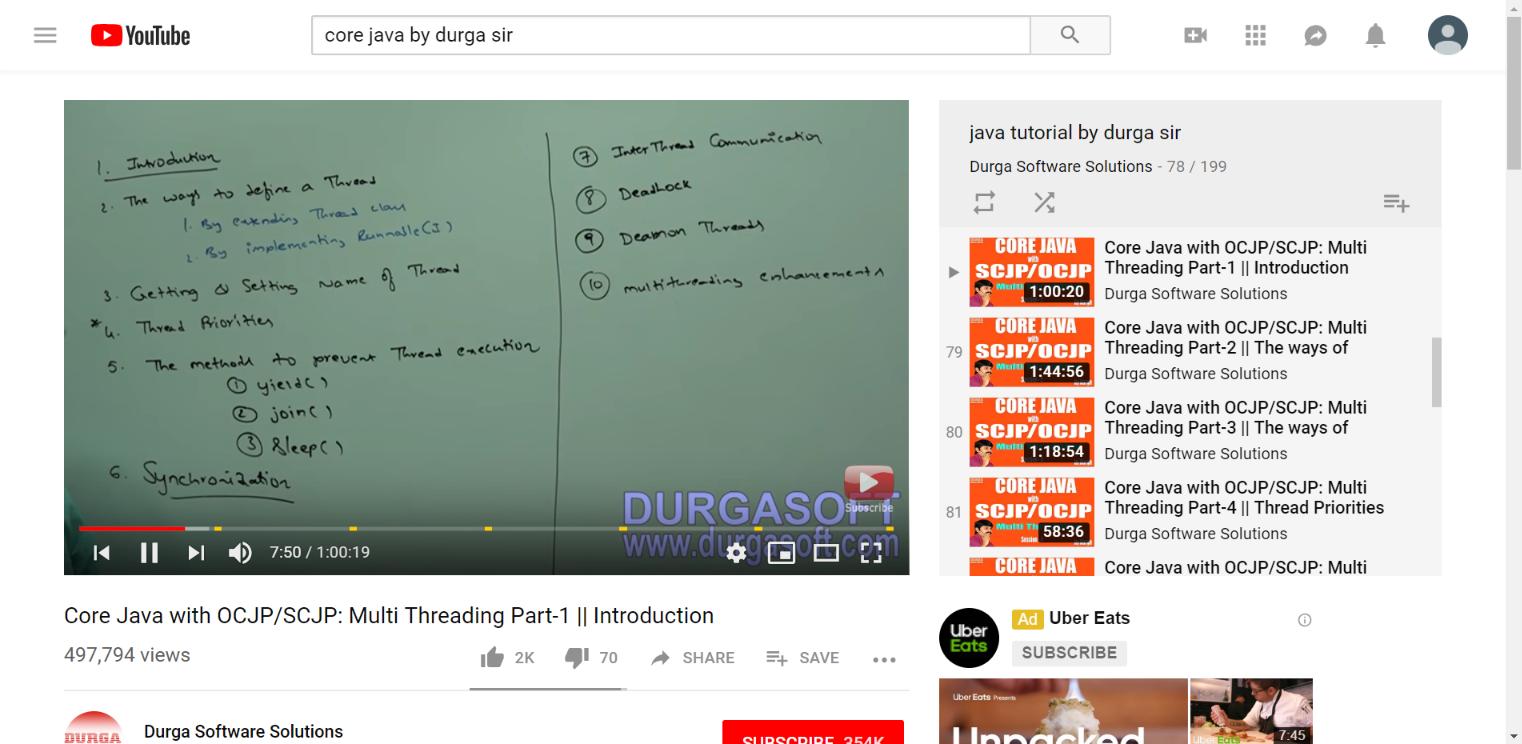 YouTube
core java by durga sir
1. Introduction
2. The ways to define a Thread
1. By extending Thread class
2. By implementing Runnable(I)
3. Getting & Setting Name of Thread
*4. Thread Priorities
5. The methods to prevent Thread execution
① yield()
② join()
③ Sleep()
6. Synchronization
⑦ InterThread Communication
⑧ DeadLock
⑨ Deamon Threads
⑩ multithreading enhancements
Subscribe
DURGASOFT
www.durgasoft.com
7:50 / 1:00:19
Core Java with OCJP/SCJP: Multi Threading Part-1 || Introduction
497,794 views
2K
70
SHARE
SAVE
DURGA
Durga Software Solutions
SUBSCRIBE 354K
java tutorial by durga sir
Durga Software Solutions - 78 / 199
CORE JAVA
with
SCJP/OCJP
1:00:20
Core Java with OCJP/SCJP: Multi
Threading Part-1 || Introduction
Durga Software Solutions
79
CORE JAVA
with
SCJP/OCJP
1:44:56
Core Java with OCJP/SCJP: Multi
Threading Part-2 || The ways of
Durga Software Solutions
80
CORE JAVA
with
SCJP/OCJP
1:18:54
Core Java with OCJP/SCJP: Multi
Threading Part-3 || The ways of
Durga Software Solutions
81
CORE JAVA
with
SCJP/OCJP
Multi Th
58:36
Core Java with OCJP/SCJP: Multi
Threading Part-4 || Thread Priorities
Durga Software Solutions
CORE JAVA
Core Java with OCJP/SCJP: Multi
Uber
Eats
Ad Uber Eats
SUBSCRIBE
Uber Eats Presents
Unpacked
Uber Eats
7:45